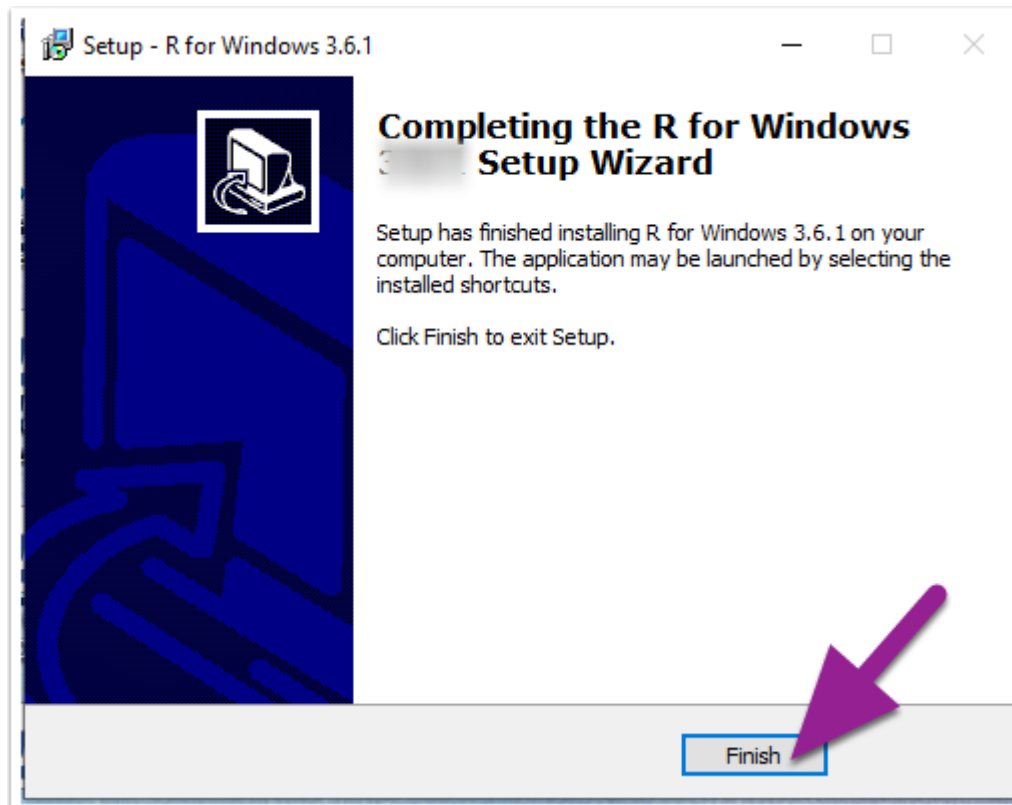 Setup - R for Windows 3.6.1
Completing the R for Windows
Setup Wizard
Setup has finished installing R for Windows 3.6.1 on your
computer. The application may be launched by selecting the
installed shortcuts.
Click Finish to exit Setup.
Finish